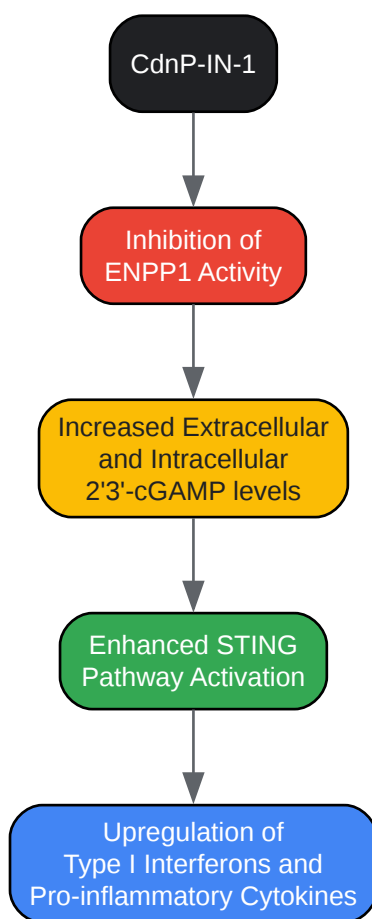 CdnP-IN-1
Inhibition of
ENPP1 Activity
Increased Extracellular
and Intracellular
2'3'-cGAMP levels
Enhanced STING
Pathway Activation
Upregulation of
Type I Interferons and
Pro-inflammatory Cytokines